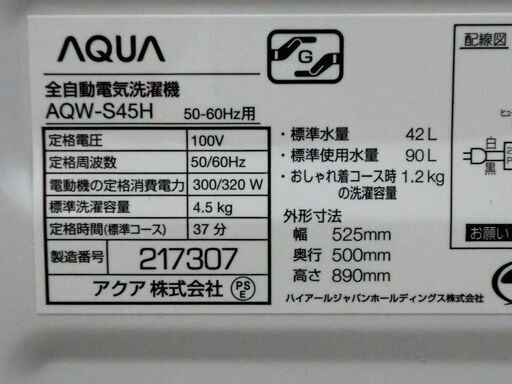 AQUA
G
全自動電気洗濯機
AQW-S45H 50-60Hz用
定格電圧 100V
定格周波数 50/60Hz
電動機の定格消費電力 300/320 W
標準洗濯容量 4.5 kg
定格時間(標準コース) 37 分
製造番号 217307
アクア 株式会社 PS E
・標準水量 42 L
・標準使用水量 90 L
・おしゃれ着コース時 1.2 kg
の洗濯容量
外形寸法
幅 525mm
奥行 500mm
高さ 890mm
ハイアールジャパンホールディングス株式会社
配線図
ヒュー
白
黒
お願い